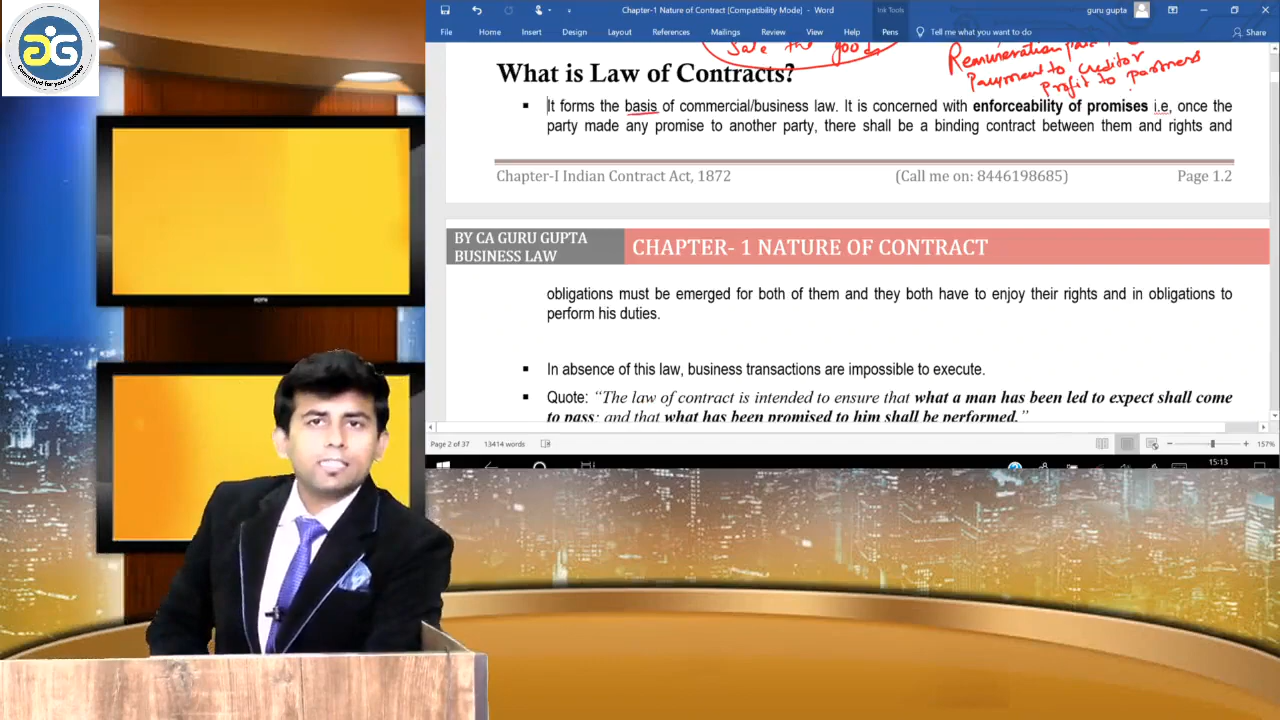 Committed for your success
Chapter-1 Nature of Contract [Compatibility Mode] - Word
Ink Tools
guru gupta
File Home Insert Design Layout References Mailings Review View Help Pens Tell me what you want to do Share
Sale the goods
Remuneration
Payment to Creditor
Profit to Partners
What is Law of Contracts?
▪ It forms the basis of commercial/business law. It is concerned with enforceability of promises i.e, once the
party made any promise to another party, there shall be a binding contract between them and rights and
Chapter-I Indian Contract Act, 1872 (Call me on: 8446198685) Page 1.2
BY CA GURU GUPTA
BUSINESS LAW
CHAPTER- 1 NATURE OF CONTRACT
obligations must be emerged for both of them and they both have to enjoy their rights and in obligations to
perform his duties.
▪ In absence of this law, business transactions are impossible to execute.
▪ Quote: “The law of contract is intended to ensure that what a man has been led to expect shall come
to pass; and that what has been promised to him shall be performed.”
Page 2 of 37 13414 words 157%
15:13